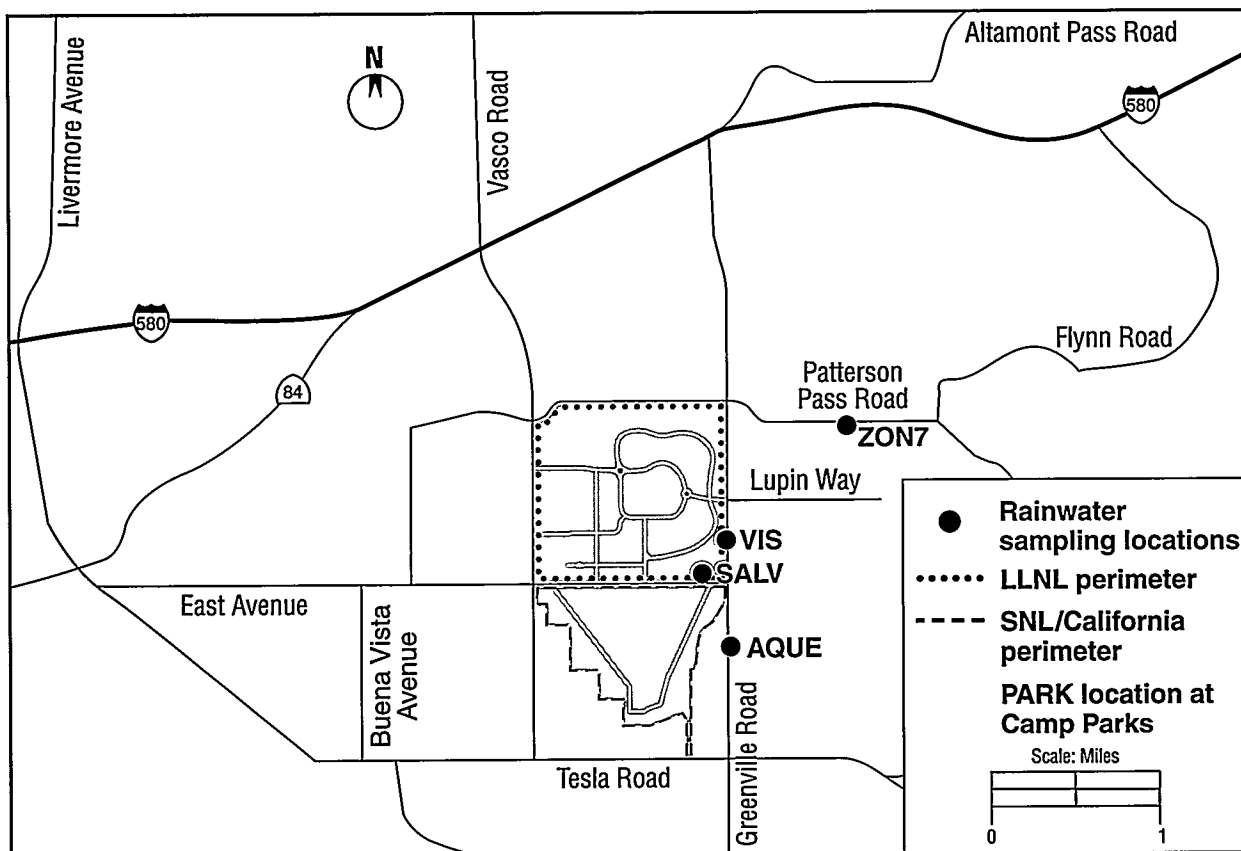 Altamont Pass Road
N
580
Livermore Avenue
Vasco Road
580
84
Flynn Road
Patterson
Pass Road
ZON7
Lupin Way
VIS
SALV
East Avenue
Buena Vista
Avenue
AQUE
Greenville Road
Tesla Road
Rainwater
sampling locations
LLNL perimeter
SNL/California
perimeter
PARK location at
Camp Parks
Scale: Miles
0 1